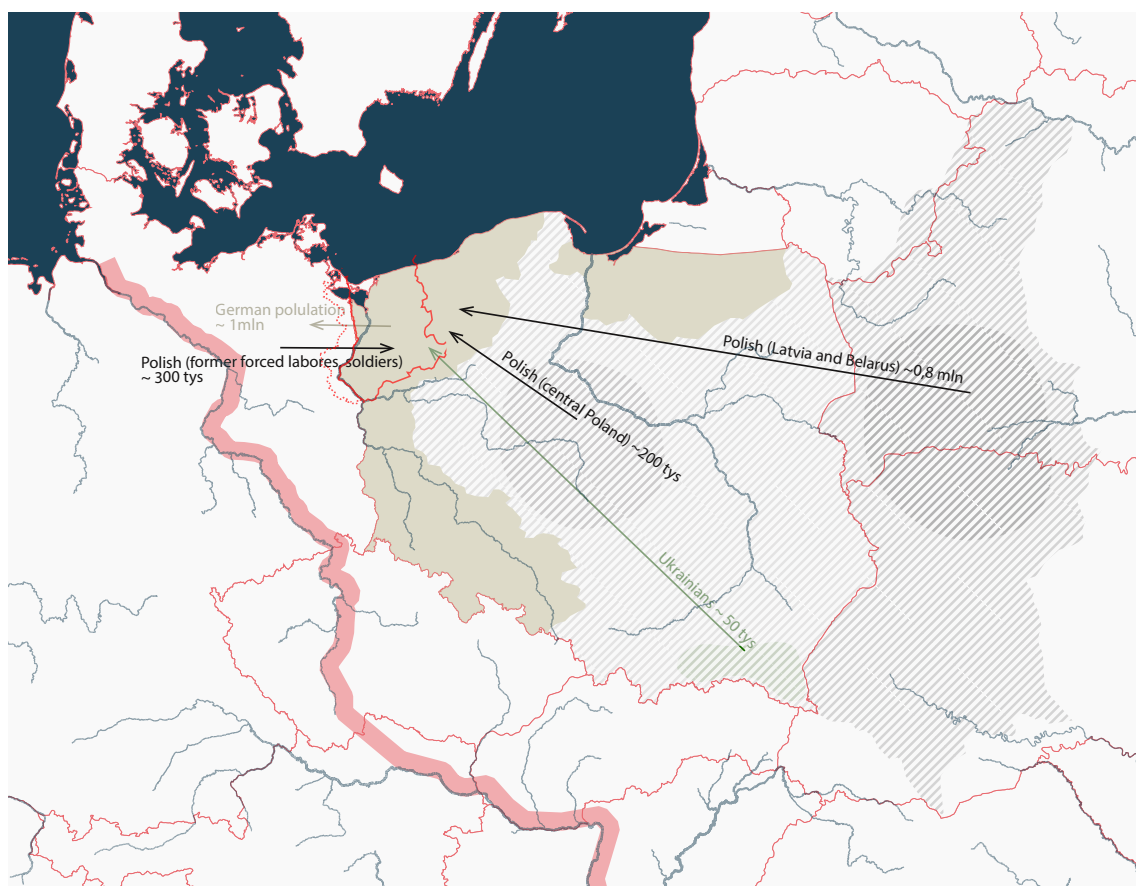 German polulation
~ 1mln
Polish (former forced labores, soldiers)
~ 300 tys
Polish (Latvia and Belarus) ~0,8 mln
Polish (central Poland) ~200 tys
Ukrainians ~ 50 tys